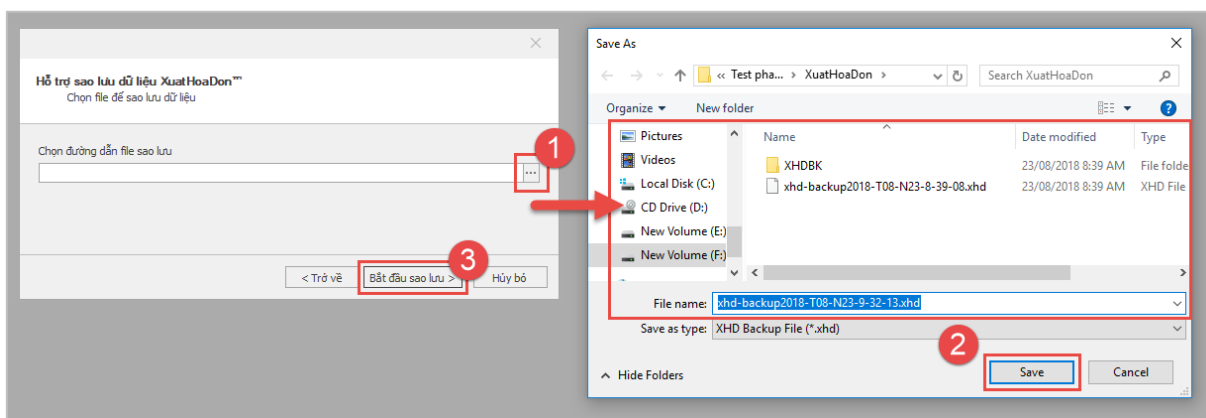 Hỗ trợ sao lưu dữ liệu XuatHoaDon™
Chọn file để sao lưu dữ liệu
Chọn đường dẫn file sao lưu
...
1
3
< Trở về
Bắt đầu sao lưu >
Hủy bỏ
Save As
« Test pha... > XuatHoaDon >
Search XuatHoaDon
Organize
New folder
Pictures
Videos
Local Disk (C:)
CD Drive (D:)
New Volume (E:)
New Volume (F:)
Name
Date modified
Type
XHDBK
23/08/2018 8:39 AM
File folde
xhd-backup2018-T08-N23-8-39-08.xhd
23/08/2018 8:39 AM
XHD File
File name:
xhd-backup2018-T08-N23-9-32-13.xhd
Save as type:
XHD Backup File (*.xhd)
2
Hide Folders
Save
Cancel